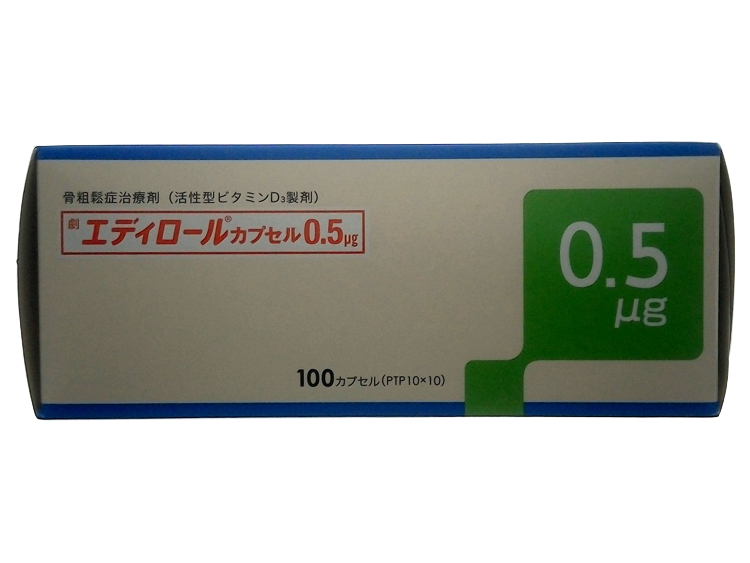 骨粗鬆症治療剤(活性型ビタミンD₃製剤)
劇 エディロール®カプセル0.5μg
0.5
μg
100カプセル(PTP10×10)